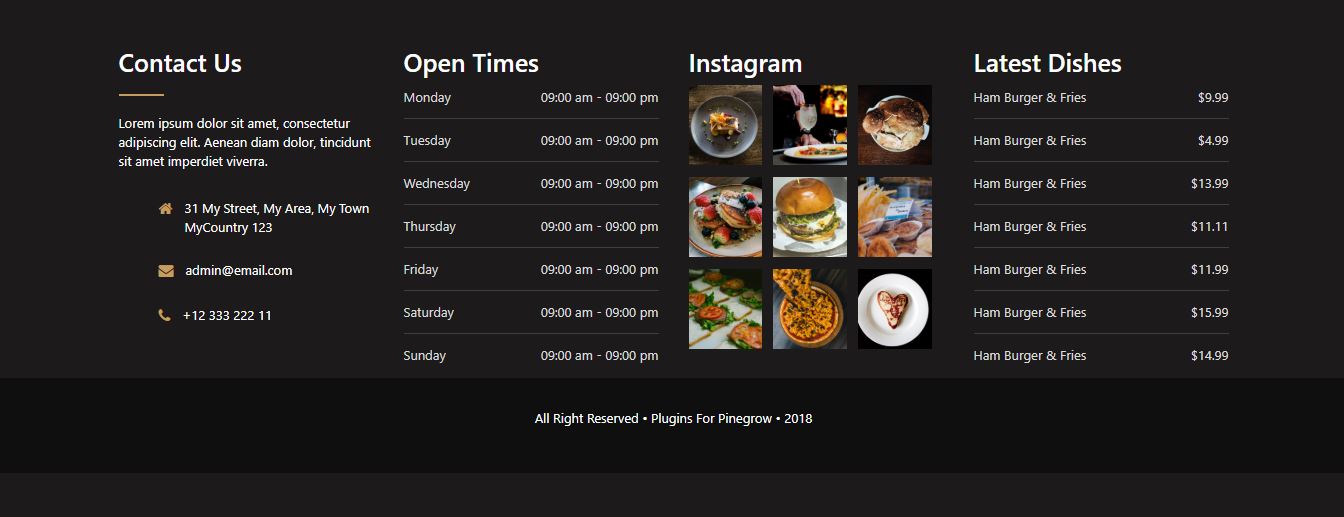 Contact Us
Lorem ipsum dolor sit amet, consectetur
adipiscing elit. Aenean diam dolor, tincidunt
sit amet imperdiet viverra.
31 My Street, My Area, My Town
MyCountry 123
admin@email.com
+12 333 222 11
Open Times
Monday 09:00 am - 09:00 pm
Tuesday 09:00 am - 09:00 pm
Wednesday 09:00 am - 09:00 pm
Thursday 09:00 am - 09:00 pm
Friday 09:00 am - 09:00 pm
Saturday 09:00 am - 09:00 pm
Sunday 09:00 am - 09:00 pm
Instagram
Latest Dishes
Ham Burger & Fries $9.99
Ham Burger & Fries $4.99
Ham Burger & Fries $13.99
Ham Burger & Fries $11.11
Ham Burger & Fries $11.99
Ham Burger & Fries $15.99
Ham Burger & Fries $14.99
All Right Reserved • Plugins For Pinegrow • 2018